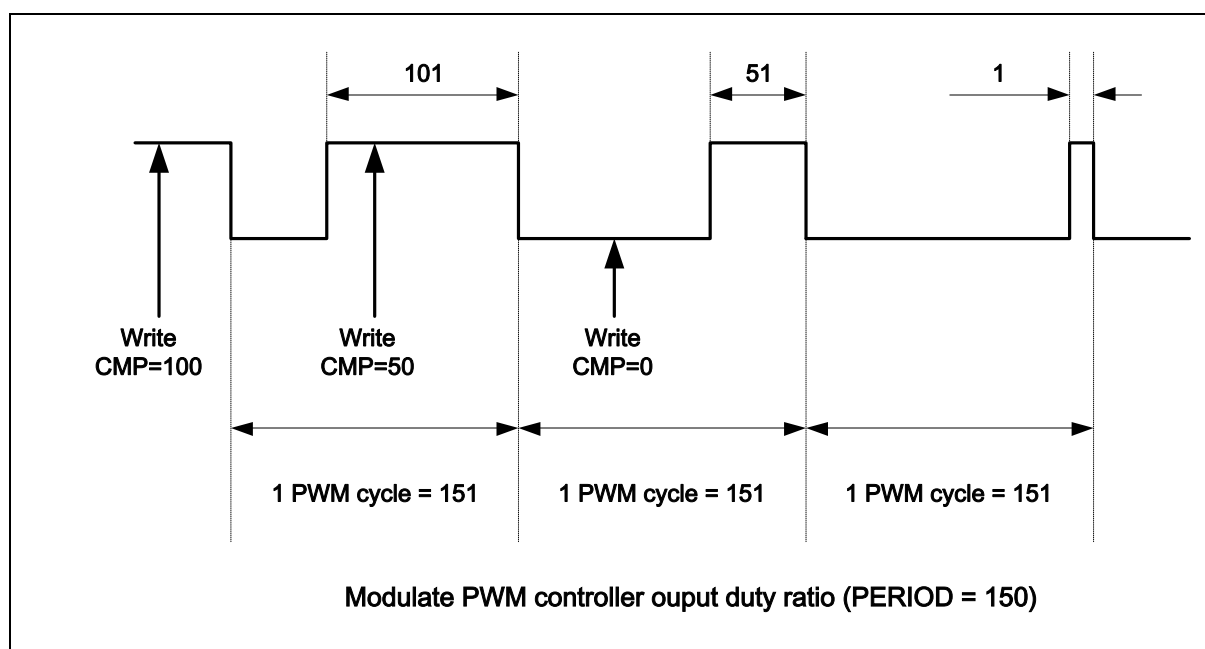 101
51
1
Write
CMP=100
Write
CMP=50
Write
CMP=0
1 PWM cycle = 151
1 PWM cycle = 151
1 PWM cycle = 151
Modulate PWM controller ouput duty ratio (PERIOD = 150)